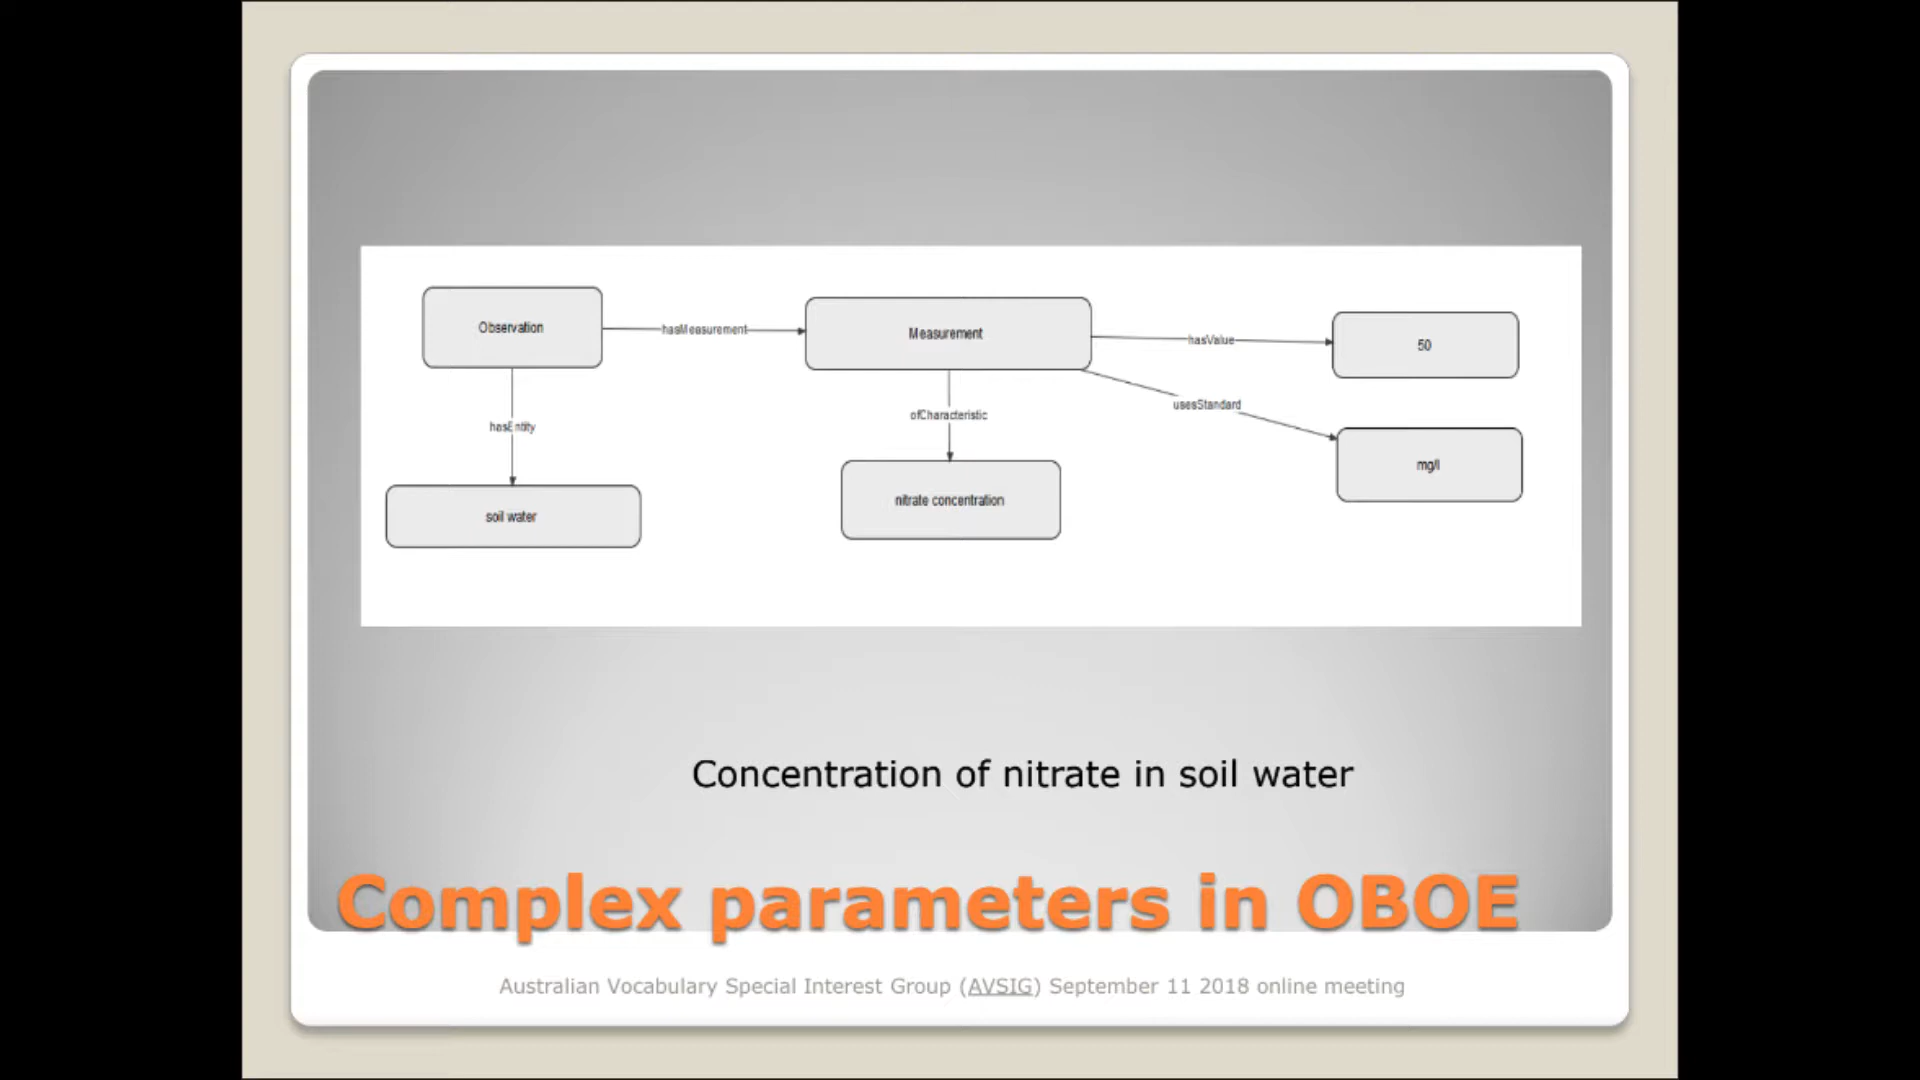 Observation
hasMeasurement
Measurement
hasValue
50
usesStandard
mg/l
hasEntity
ofCharacteristic
soil water
nitrate concentration
Concentration of nitrate in soil water
Complex parameters in OBOE
Australian Vocabulary Special Interest Group (AVSIG) September 11 2018 online meeting